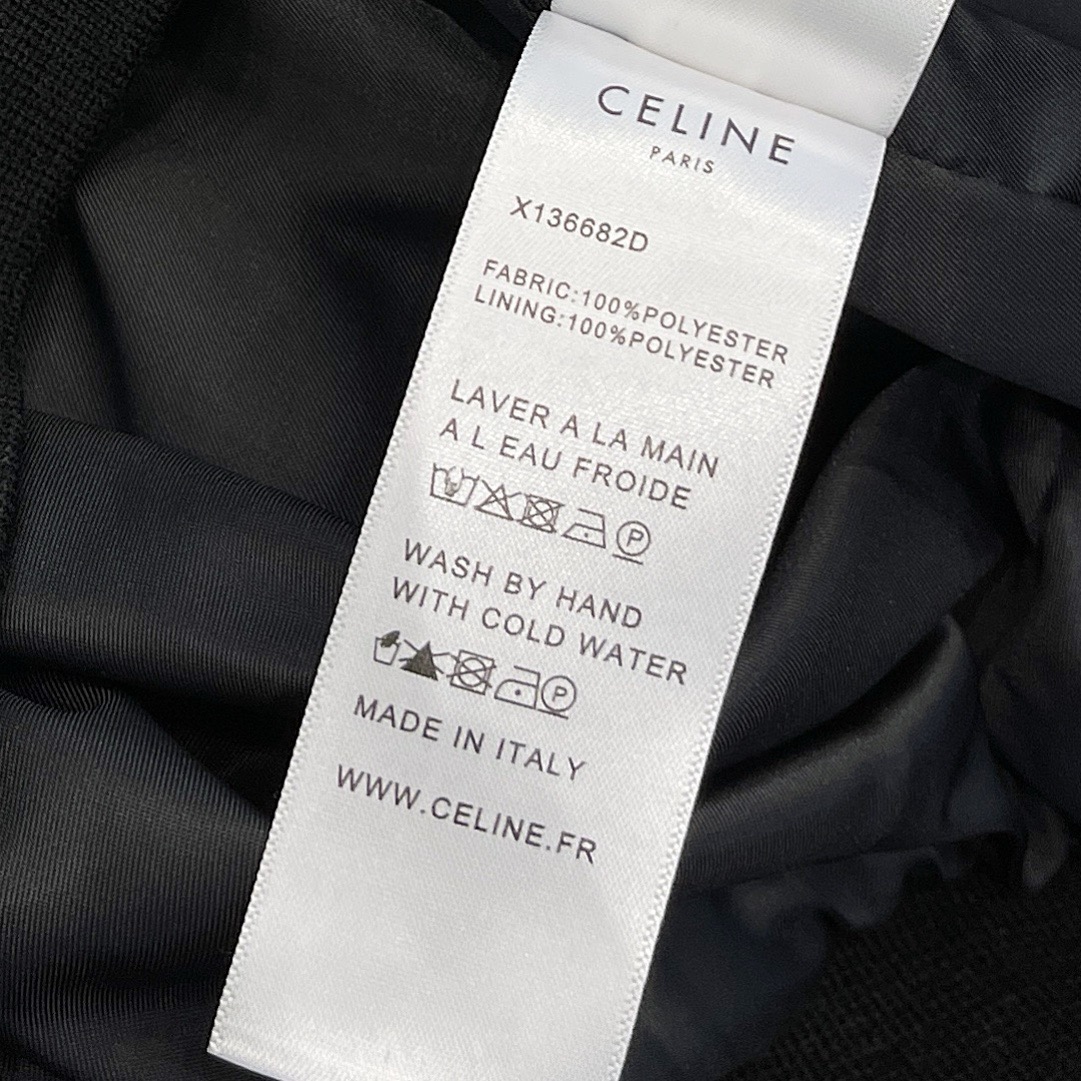 CELINE
PARIS
X136682D
FABRIC:100%POLYESTER
LINING:100%POLYESTER
LAVER A LA MAIN
A L EAU FROIDE
P
WASH BY HAND
WITH COLD WATER
P
MADE IN ITALY
WWW.CELINE.FR